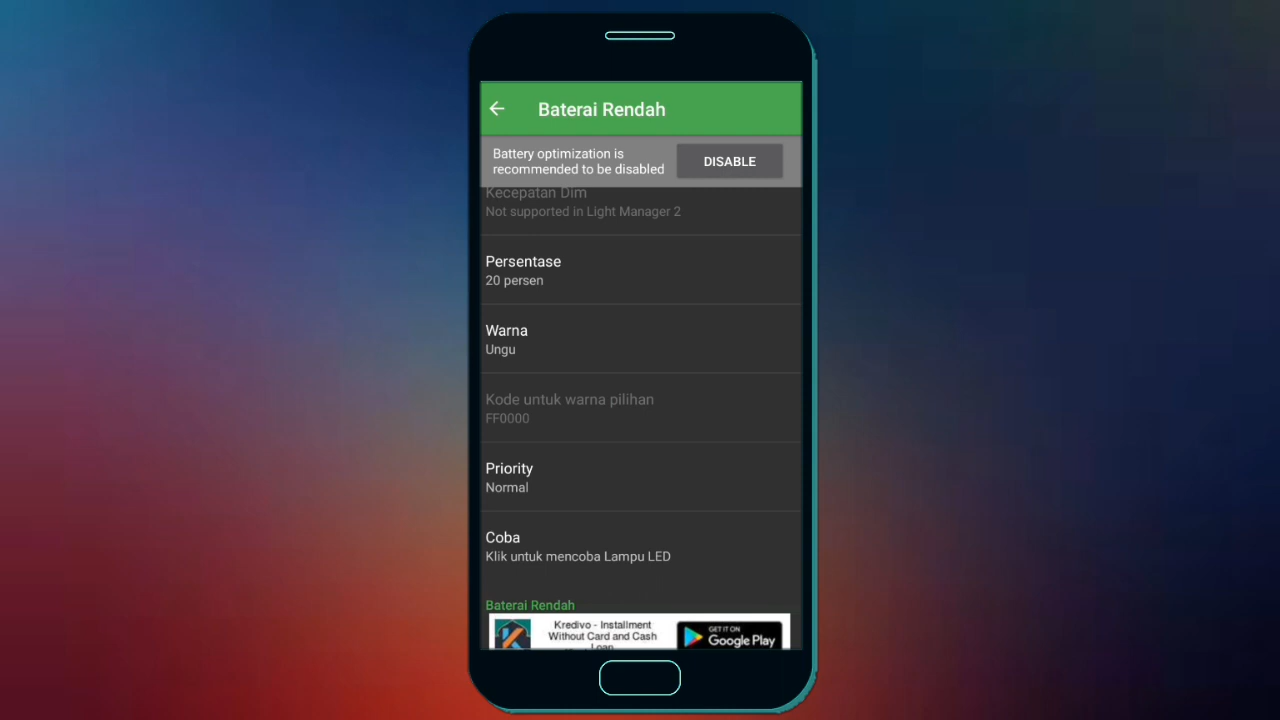 Baterai Rendah
Battery optimization is
recommended to be disabled
DISABLE
Kecepatan Dim
Not supported in Light Manager 2
Persentase
20 persen
Warna
Ungu
Kode untuk warna pilihan
FF0000
Priority
Normal
Coba
Klik untuk mencoba Lampu LED
Baterai Rendah
Kredivo - Installment
Without Card and Cash
Loan
GET IT ON
Google Play